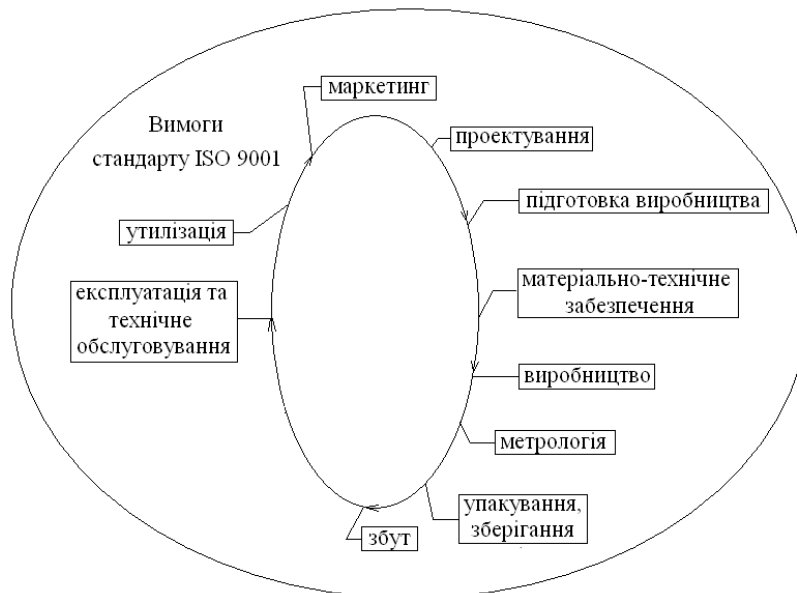 маркетинг
Вимоги
стандарту ISO 9001
проектування
підготовка виробництва
утилізація
матеріально-технічне
забезпечення
експлуатація та
технічне
обслуговування
виробництво
метрологія
упакування,
зберігання
збут